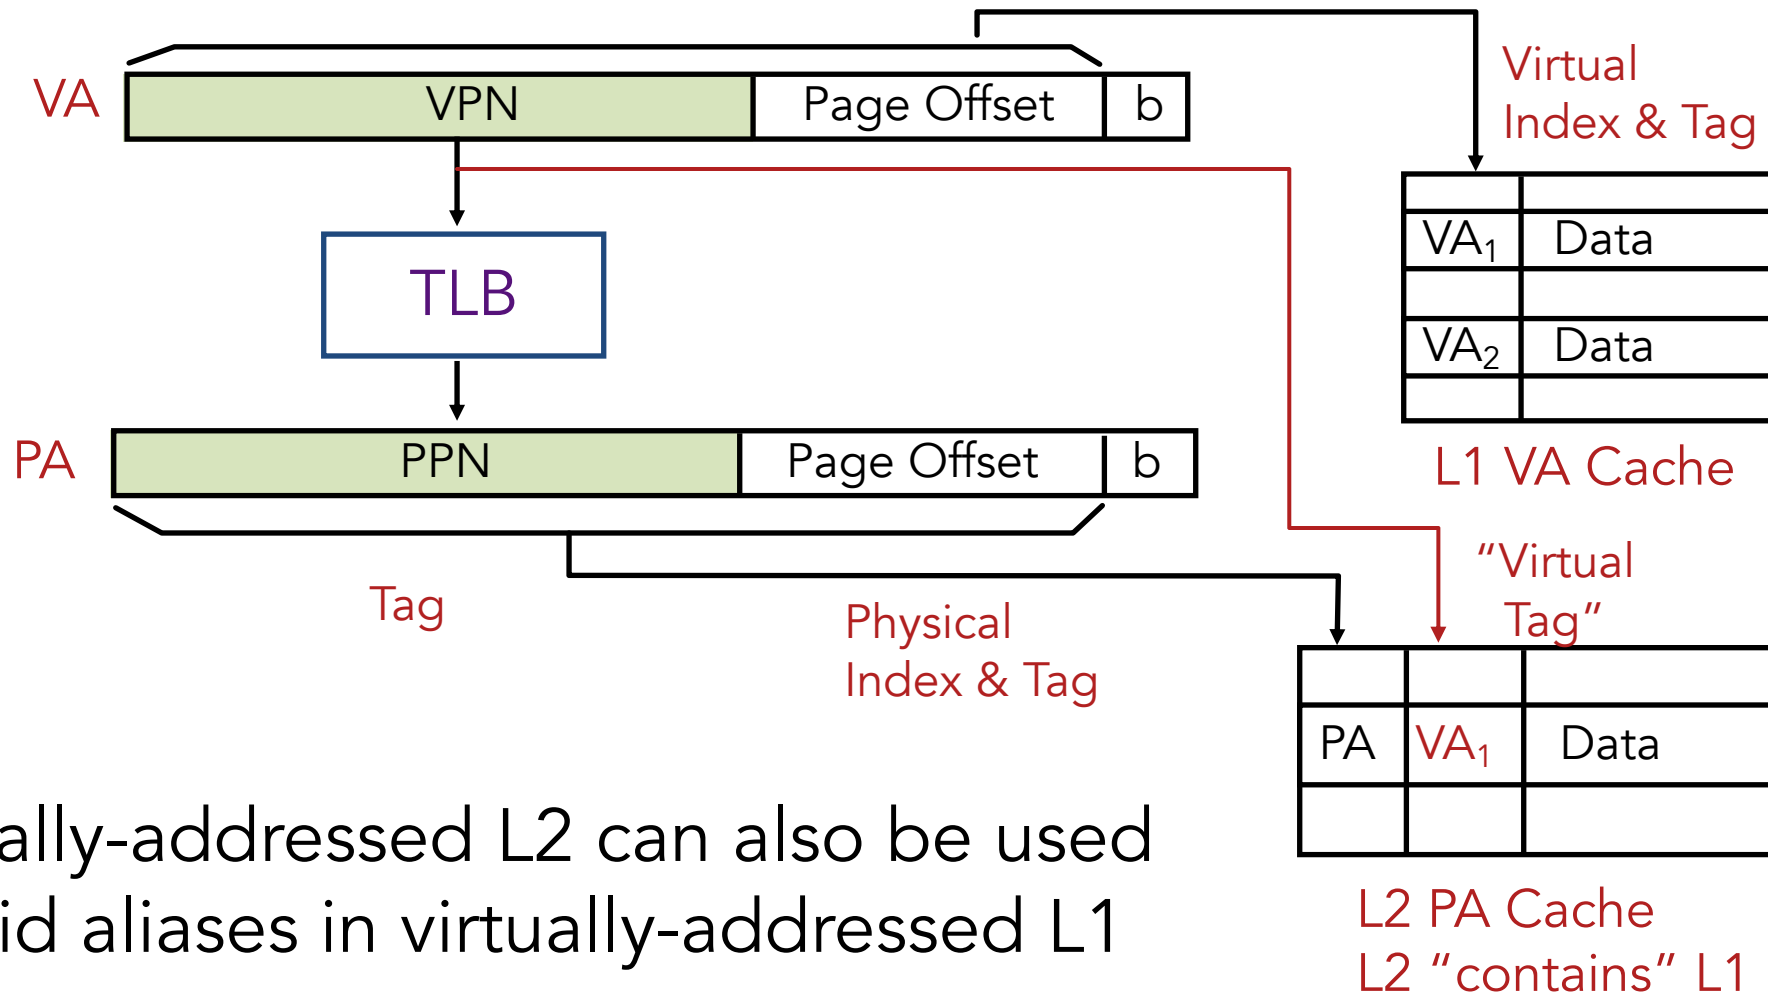 VA
VPN
Page Offset
b
Virtual
Index & Tag
TLB
VA₁
Data
VA₂
Data
L1 VA Cache
PA
PPN
Page Offset
b
Tag
Physical
Index & Tag
“Virtual
Tag”
PA
VA₁
Data
L2 PA Cache
L2 “contains” L1
ally-addressed L2 can also be used
id aliases in virtually-addressed L1